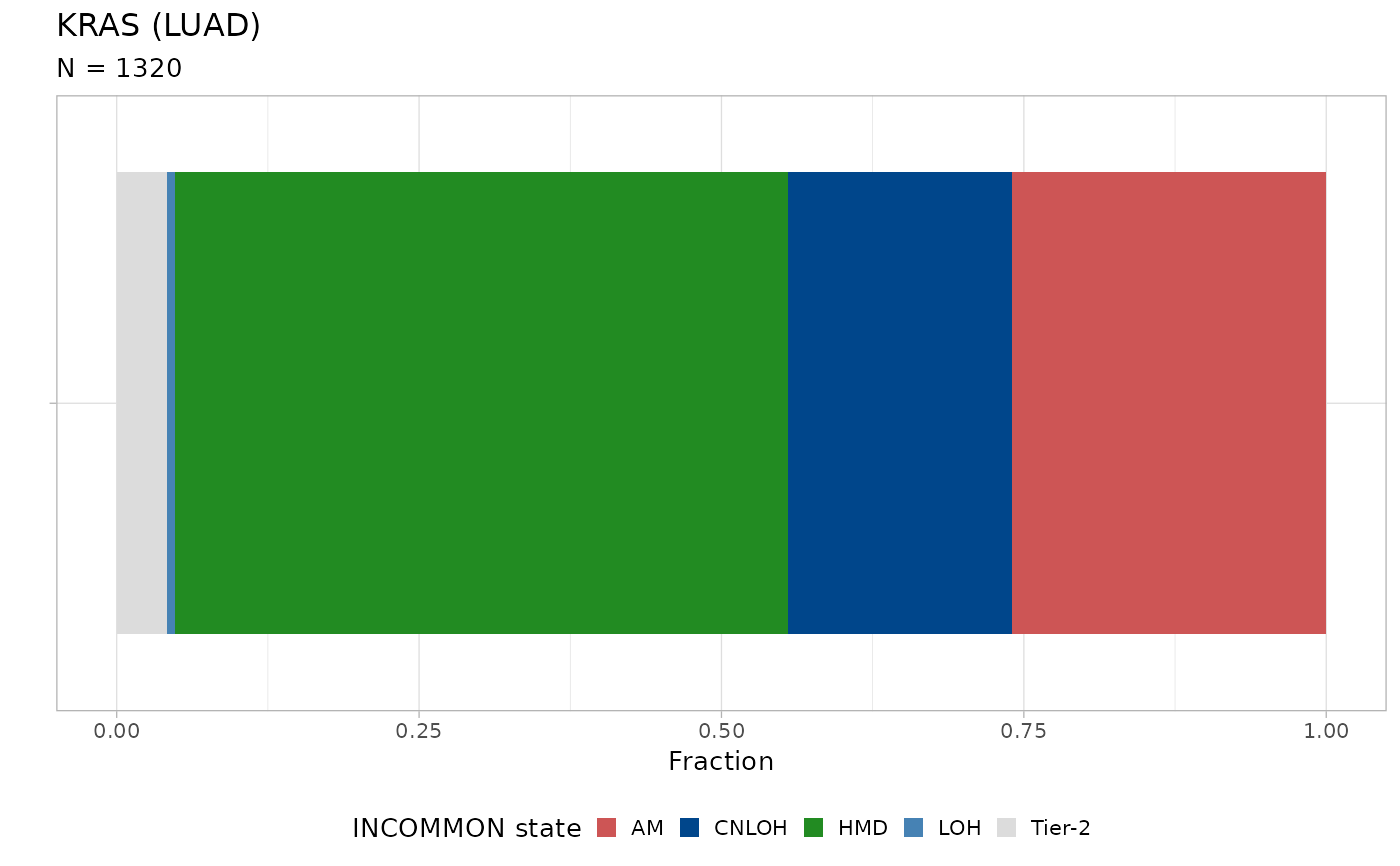 KRAS (LUAD)
N = 1320
0.00 0.25 0.50 0.75 1.00
Fraction
INCOMMON state AM CNLOH HMD LOH Tier-2